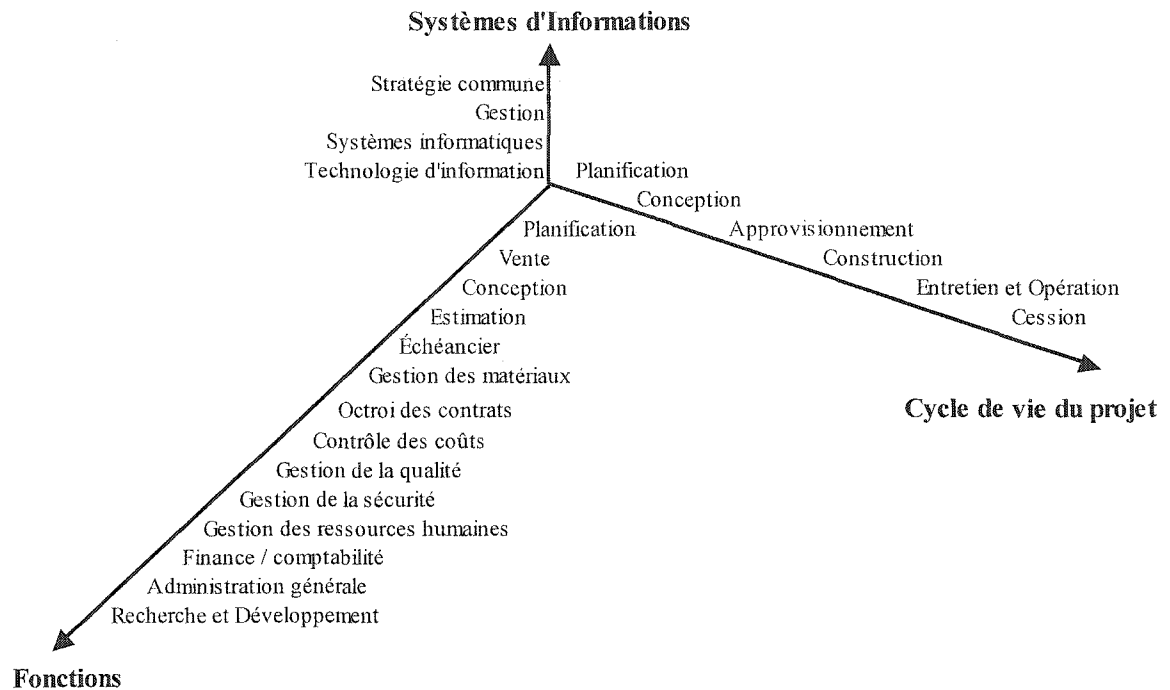 Systèmes d'Informations
Stratégie commune
Gestion
Systèmes informatiques
Technologie d'information
Planification
Conception
Approvisionnement
Construction
Entretien et Opération
Cession
Cycle de vie du projet
Planification
Vente
Conception
Estimation
Échéancier
Gestion des matériaux
Octroi des contrats
Contrôle des coûts
Gestion de la qualité
Gestion de la sécurité
Gestion des ressources humaines
Finance / comptabilité
Administration générale
Recherche et Développement
Fonctions